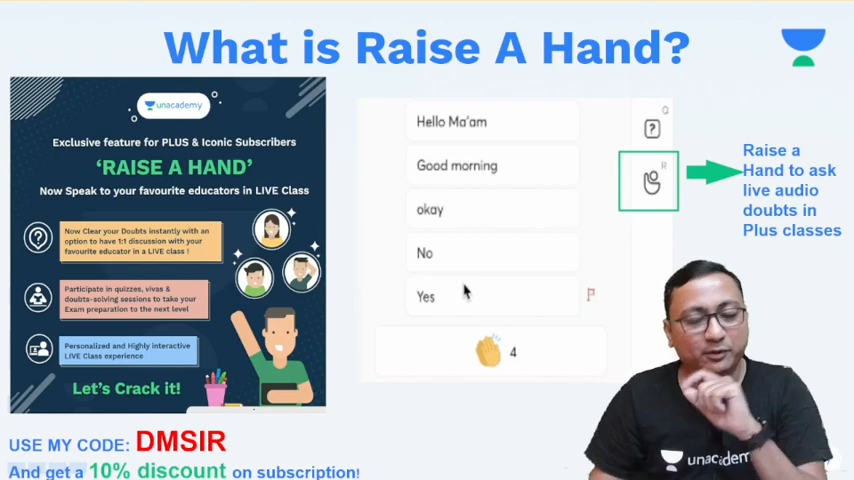 What is Raise A Hand?
unacademy
Exclusive feature for PLUS & Iconic Subscribers
'RAISE A HAND'
Now Speak to your favourite educators in LIVE Class
Now Clear your Doubts instantly with an
option to have 1:1 discussion with your
favourite educator in a LIVE class !
Participate in quizzes, vivas &
doubts-solving sessions to take your
Exam preparation to the next level
Personalized and Highly interactive
LIVE Class experience
Let's Crack it!
Hello Ma'am
Good morning
okay
No
Yes
4
Q
?
R
Raise a
Hand to ask
live audio
doubts in
Plus classes
USE MY CODE: DMSIR
And get a 10% discount on subscription!
unacademy